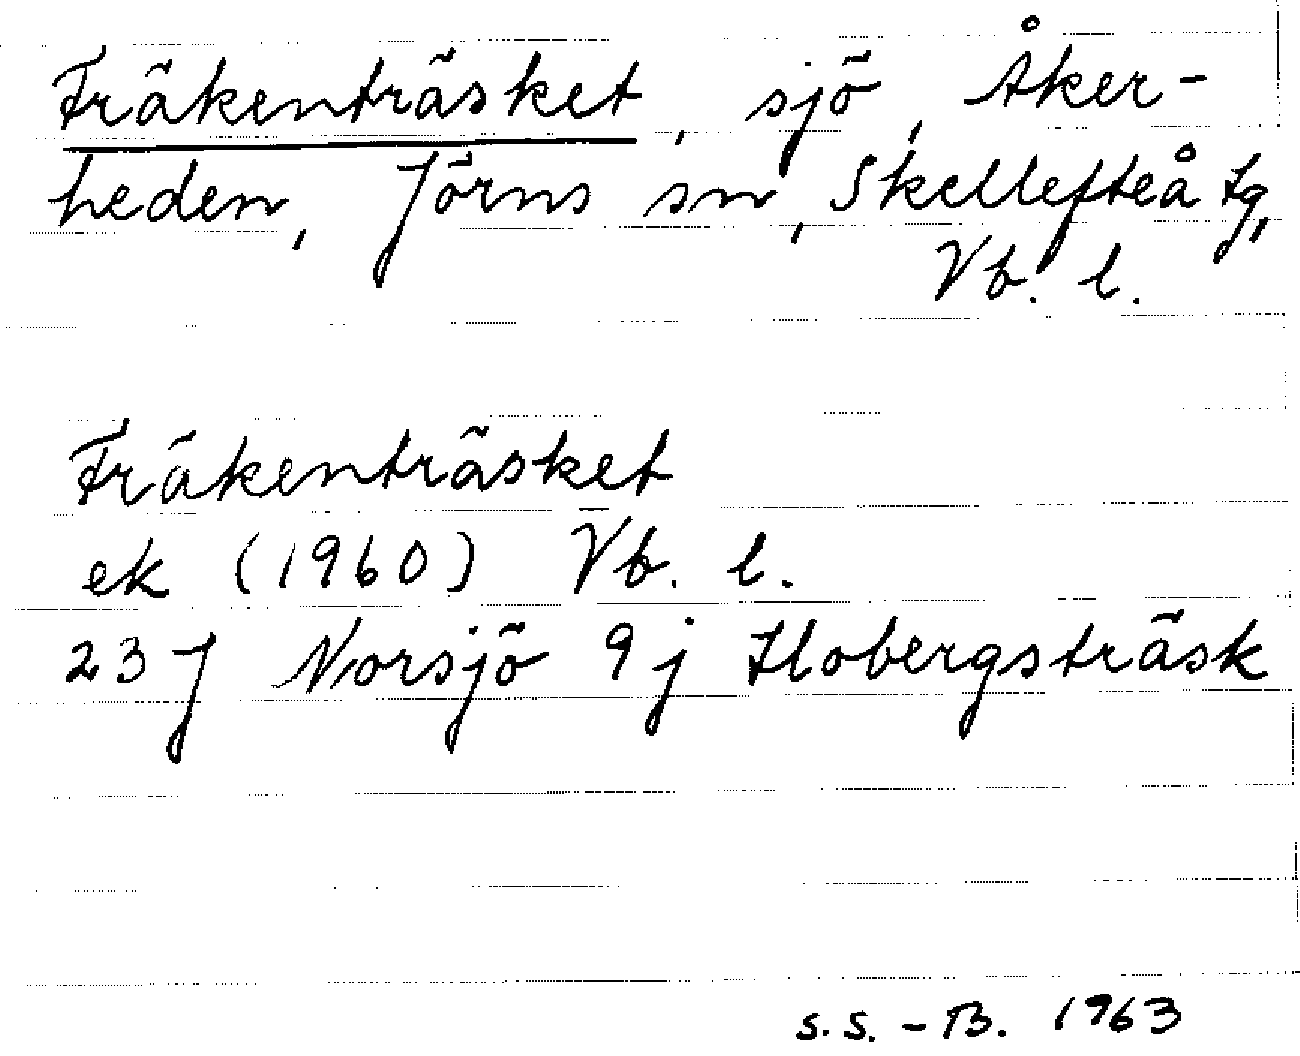 Fräkenträsket, sjö, Åker-
heden, Jörns sn, Skellefteå tg,
Vb. l.
Fräkenträsket
ek (1960) Vb. l.
23 J Norsjö 9 j Flobergsträsk
S.S.-B. 1963